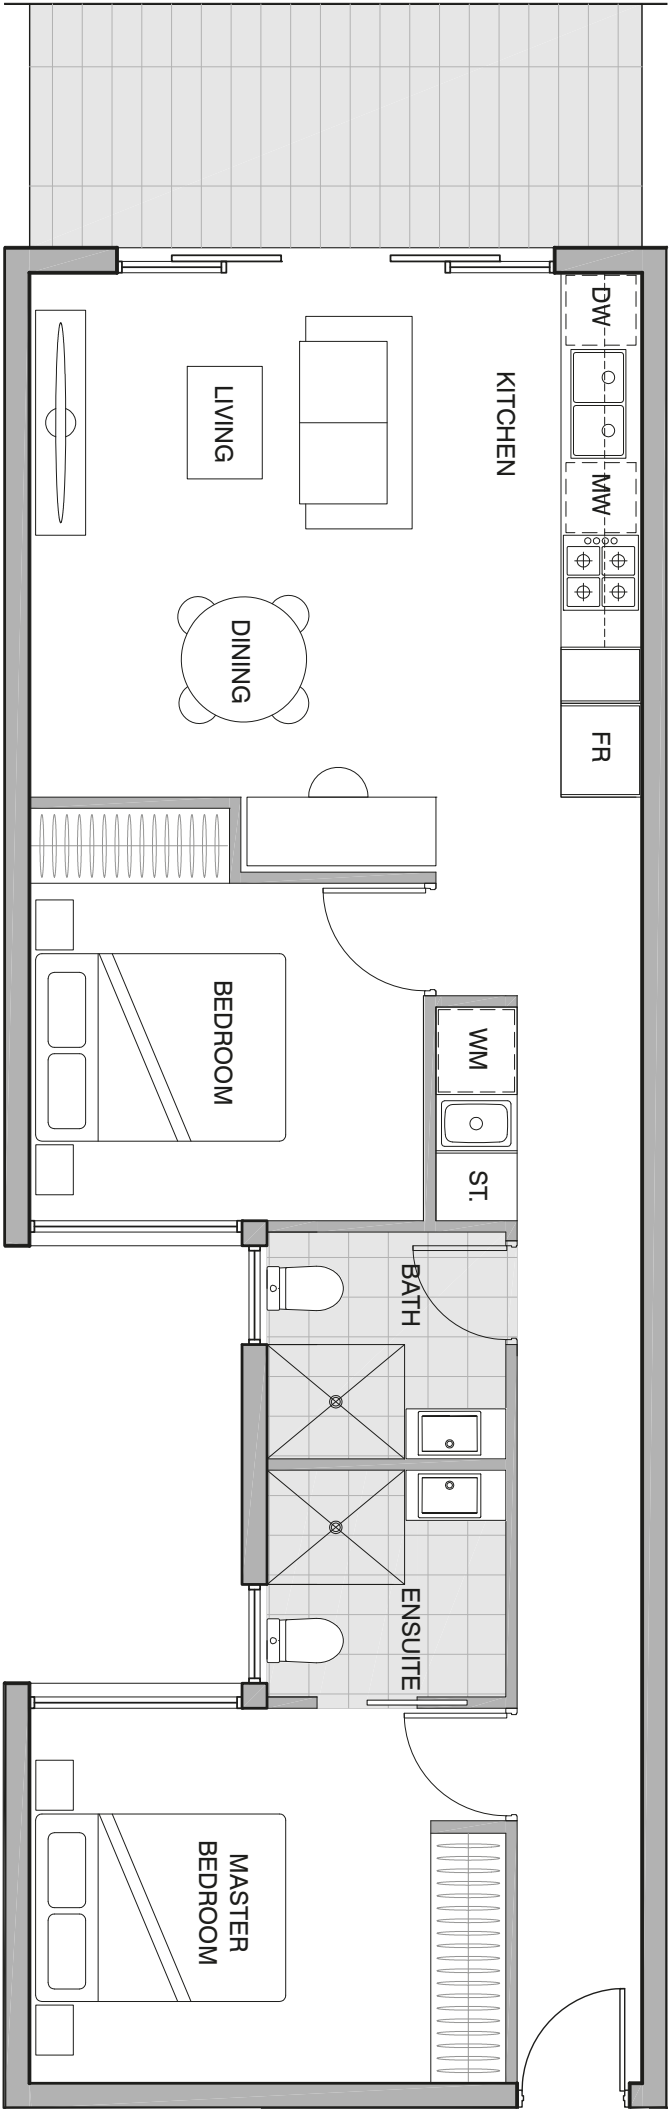 DW
KITCHEN
LIVING
MW
DINING
FR
BEDROOM
WM
ST.
BATH
ENSUITE
MASTER
BEDROOM